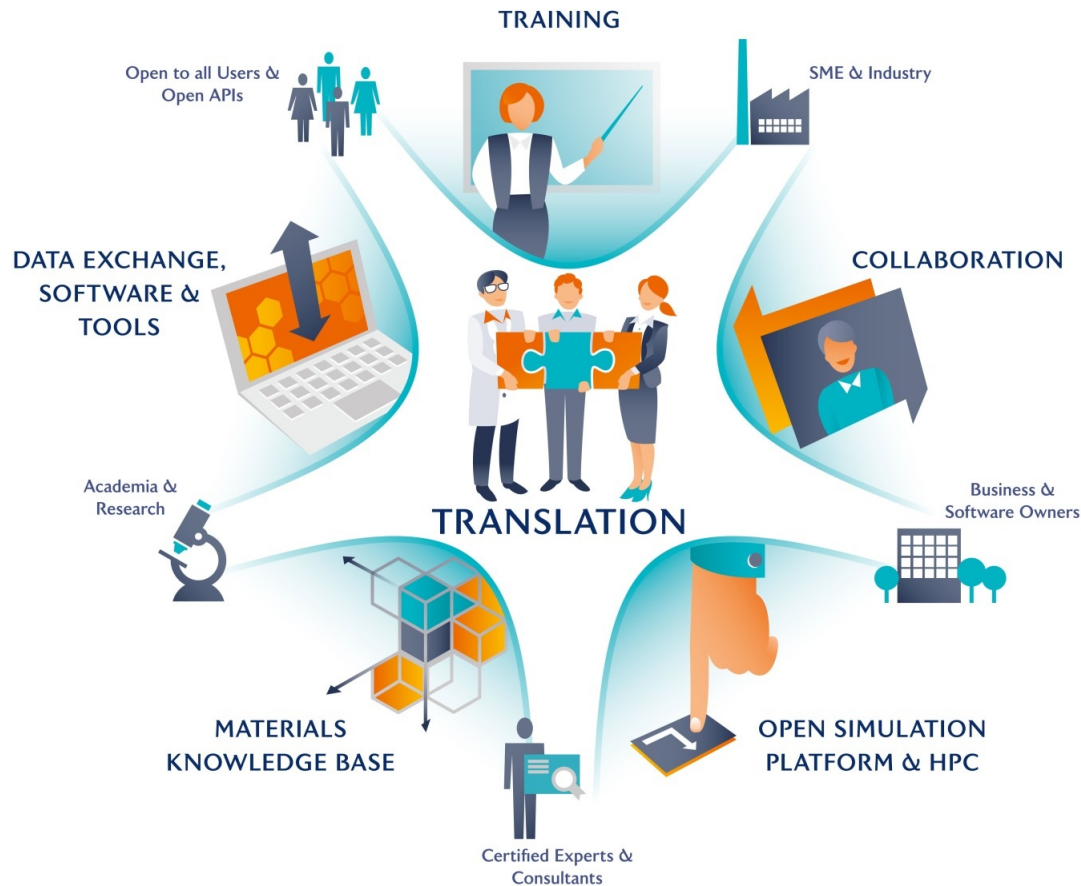 TRAINING
Open to all Users &
Open APIs
SME & Industry
DATA EXCHANGE,
SOFTWARE &
TOOLS
COLLABORATION
Academia &
Research
Business &
Software Owners
TRANSLATION
MATERIALS
KNOWLEDGE BASE
OPEN SIMULATION
PLATFORM & HPC
Certified Experts &
Consultants